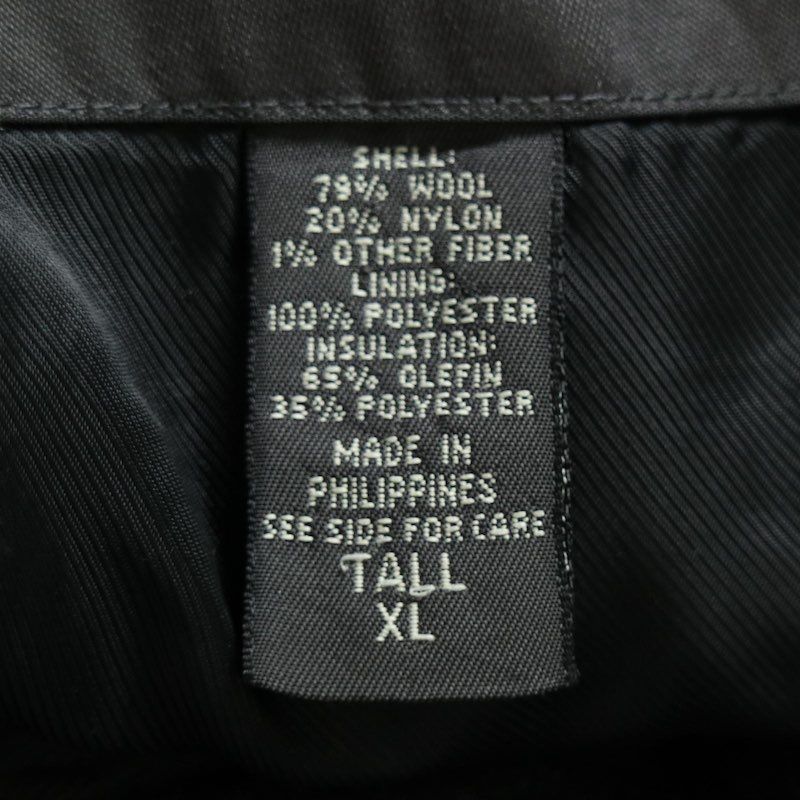 SHELL:
79% WOOL
20% NYLON
1% OTHER FIBER
LINING:
100% POLYESTER
INSULATION:
65% OLEFIN
35% POLYESTER
MADE IN
PHILIPPINES
SEE SIDE FOR CARE
TALL
XL